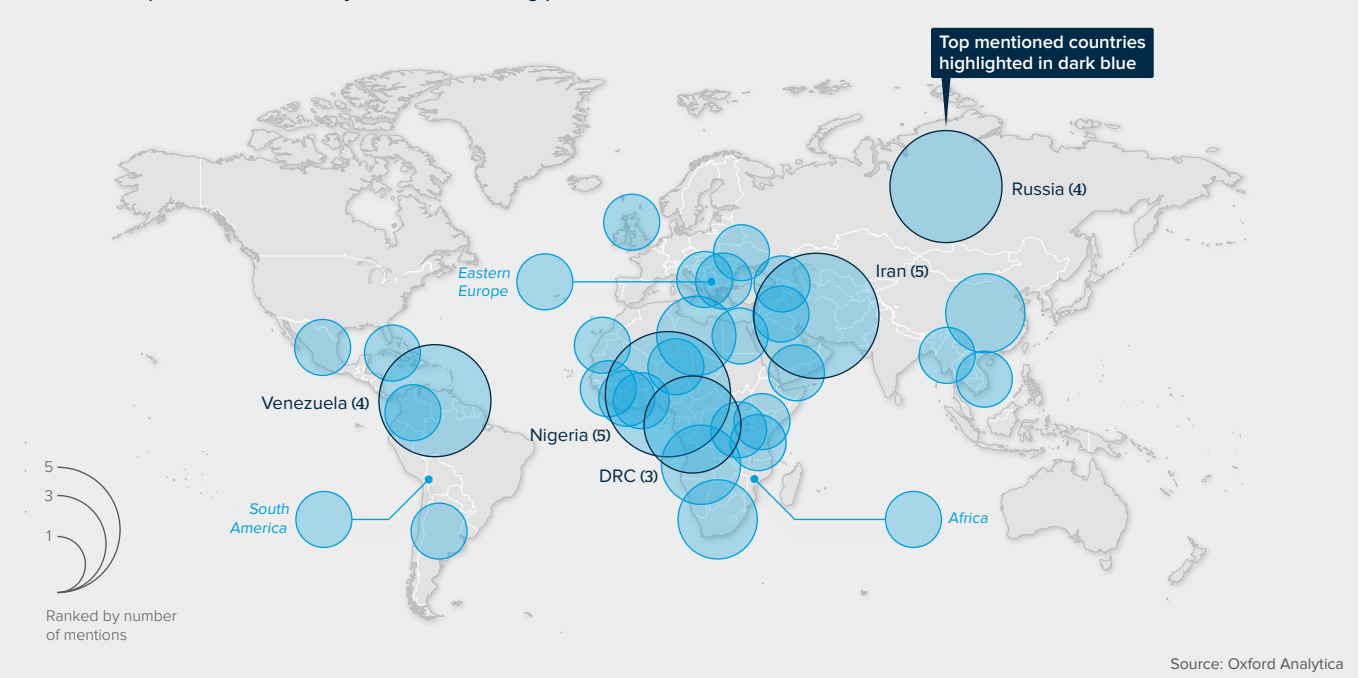 Top mentioned countries
highlighted in dark blue
Russia (4)
Iran (5)
Eastern
Europe
Venezuela (4)
Nigeria (5)
DRC (3)
5
3
1
South
America
Africa
Ranked by number
of mentions
Source: Oxford Analytica